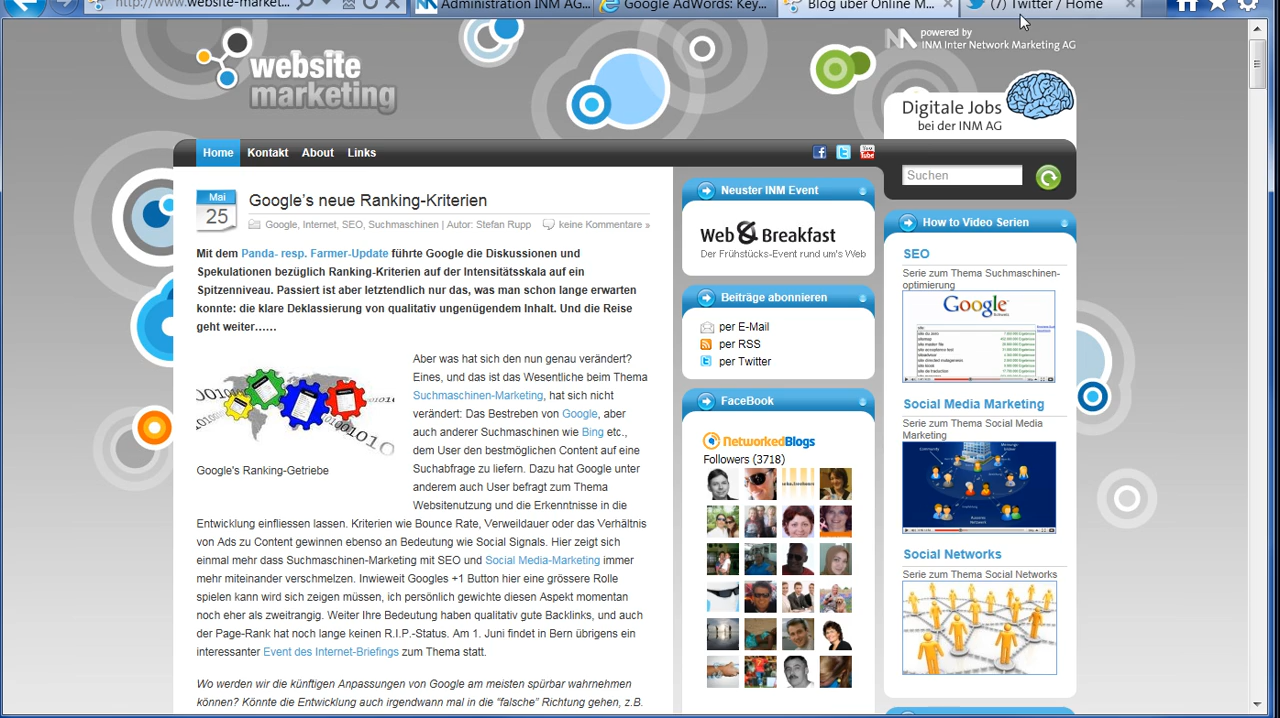 http://www.website-market...
Administration INM AG...
Google AdWords: Key...
Blog über Online M...
(7) Twitter / Home
powered by
INM Inter Network Marketing AG
website
marketing
Digitale Jobs
bei der INM AG
Home Kontakt About Links
You Tube
Suchen
Mai
25
Google's neue Ranking-Kriterien
Google, Internet, SEO, Suchmaschinen | Autor: Stefan Rupp
keine Kommentare »
Mit dem Panda- resp. Farmer-Update führte Google die Diskussionen und
Spekulationen bezüglich Ranking-Kriterien auf der Intensitätsskala auf ein
Spitzenniveau. Passiert ist aber letztendlich nur das, was man schon lange erwarten
konnte: die klare Deklassierung von qualitativ ungenügendem Inhalt. Und die Reise
geht weiter……
Google's Ranking-Getriebe
Aber was hat sich den nun genau verändert?
Eines, und das ist das Wesentliche beim Thema
Suchmaschinen-Marketing, hat sich nicht
verändert: Das Bestreben von Google, aber
auch anderer Suchmaschinen wie Bing etc.,
dem User den bestmöglichen Content auf eine
Suchabfrage zu liefern. Dazu hat Google unter
anderem auch User befragt zum Thema
Websitenutzung und die Erkenntnisse in die
Entwicklung einfliessen lassen. Kriterien wie Bounce Rate, Verweildauer oder das Verhältnis
von Ads zu Content gewinnen ebenso an Bedeutung wie Social Signals. Hier zeigt sich
einmal mehr dass Suchmaschinen-Marketing mit SEO und Social Media-Marketing immer
mehr miteinander verschmelzen. Inwieweit Googles +1 Button hier eine grössere Rolle
spielen kann wird sich zeigen müssen, ich persönlich gewichte diesen Aspekt momentan
noch eher als zweitrangig. Weiter Ihre Bedeutung haben qualitativ gute Backlinks, und auch
der Page-Rank hat noch lange keinen R.I.P.-Status. Am 1. Juni findet in Bern übrigens ein
interessanter Event des Internet-Briefings zum Thema statt.
Wo werden wir die künftigen Anpassungen von Google am meisten spürbar wahrnehmen
können? Könnte die Entwicklung auch irgendwann mal in die "falsche" Richtung gehen, z.B.
Neuster INM Event
Web & Breakfast
Der Frühstücks-Event rund um's Web
Beiträge abonnieren
per E-Mail
per RSS
per Twitter
FaceBook
NetworkedBlogs
Followers (3718)
How to Video Serien
SEO
Serie zum Thema Suchmaschinen-
optimierung
Google
Social Media Marketing
Serie zum Thema Social Media
Marketing
Social Networks
Serie zum Thema Social Networks